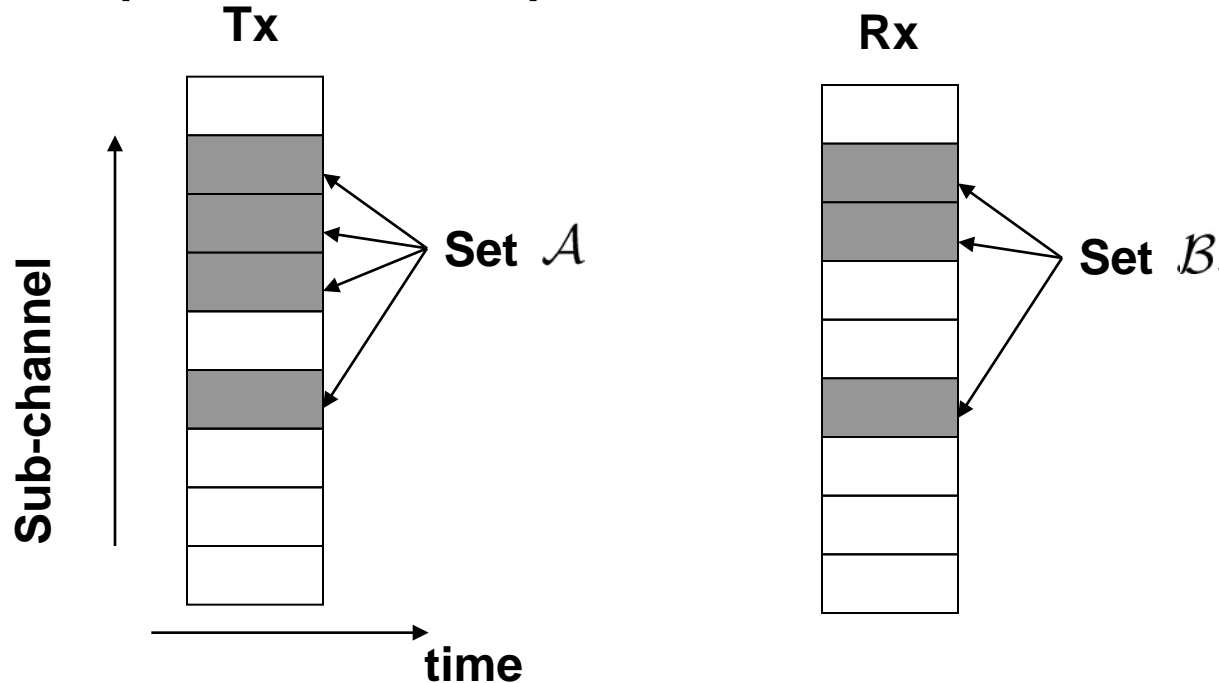 Tx
Rx
Set 𝒜
Set ℬ.
Sub-channel
time